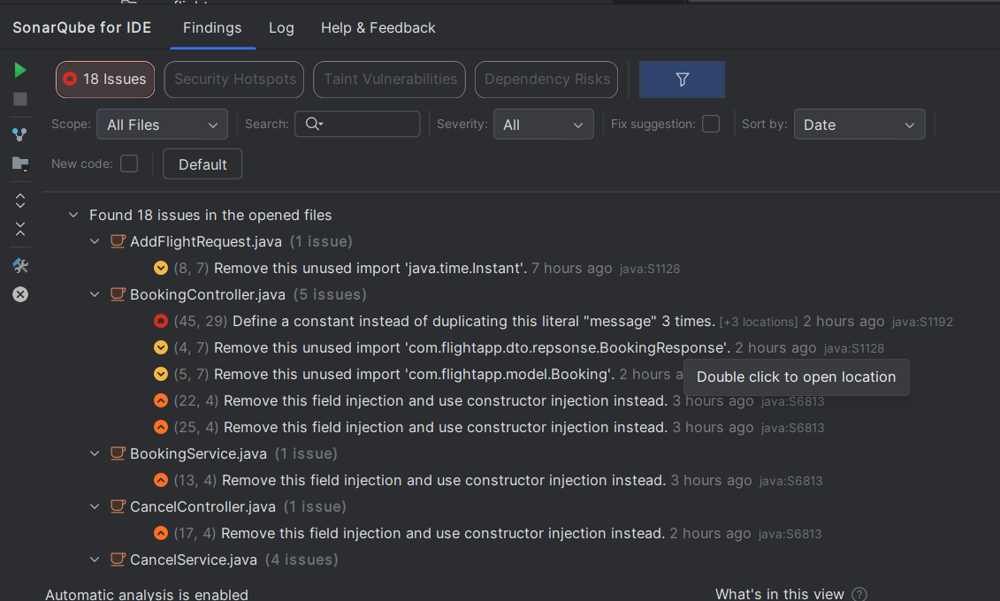 SonarQube for IDE Findings Log Help & Feedback
18 Issues Security Hotspots Taint Vulnerabilities Dependency Risks
Scope: All Files Search: Severity: All Fix suggestion: Sort by: Date
New code: Default
Found 18 issues in the opened files
AddFlightRequest.java (1 issue)
(8, 7) Remove this unused import 'java.time.Instant'. 7 hours ago java:S1128
BookingController.java (5 issues)
(45, 29) Define a constant instead of duplicating this literal "message" 3 times. [+3 locations] 2 hours ago java:S1192
(4, 7) Remove this unused import 'com.flightapp.dto.repsonse.BookingResponse'. 2 hours ago java:S1128
(5, 7) Remove this unused import 'com.flightapp.model.Booking'. 2 hours a
Double click to open location
(22, 4) Remove this field injection and use constructor injection instead. 3 hours ago java:S6813
(25, 4) Remove this field injection and use constructor injection instead. 3 hours ago java:S6813
BookingService.java (1 issue)
(13, 4) Remove this field injection and use constructor injection instead. 3 hours ago java:S6813
CancelController.java (1 issue)
(17, 4) Remove this field injection and use constructor injection instead. 2 hours ago java:S6813
CancelService.java (4 issues)
Automatic analysis is enabled What's in this view ?